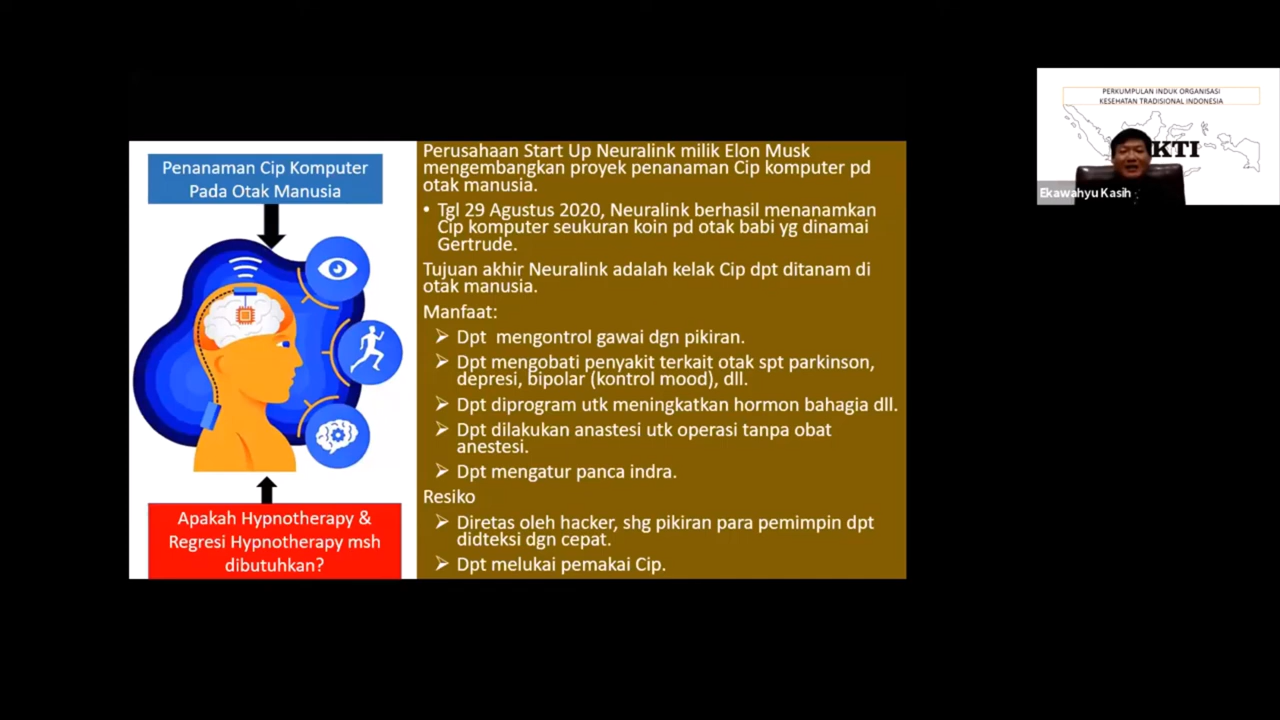 Penanaman Cip Komputer
Pada Otak Manusia
Apakah Hypnotherapy &
Regresi Hypnotherapy msh
dibutuhkan?
Perusahaan Start Up Neuralink milik Elon Musk
mengembangkan proyek penanaman Cip komputer pd
otak manusia.
• Tgl 29 Agustus 2020, Neuralink berhasil menanamkan
Cip komputer seukuran koin pd otak babi yg dinamai
Gertrude.
Tujuan akhir Neuralink adalah kelak Cip dpt ditanam di
otak manusia.
Manfaat:
➢ Dpt mengontrol gawai dgn pikiran.
➢ Dpt mengobati penyakit terkait otak spt parkinson,
depresi, bipolar (kontrol mood), dll.
➢ Dpt diprogram utk meningkatkan hormon bahagia dll.
➢ Dpt dilakukan anastesi utk operasi tanpa obat
anestesi.
➢ Dpt mengatur panca indra.
Resiko
➢ Diretas oleh hacker, shg pikiran para pemimpin dpt
didteksi dgn cepat.
➢ Dpt melukai pemakai Cip.
PERKUMPULAN INDUK ORGANISASI
KESEHATAN TRADISIONAL INDONESIA
KTI
Ekawahyu Kasih